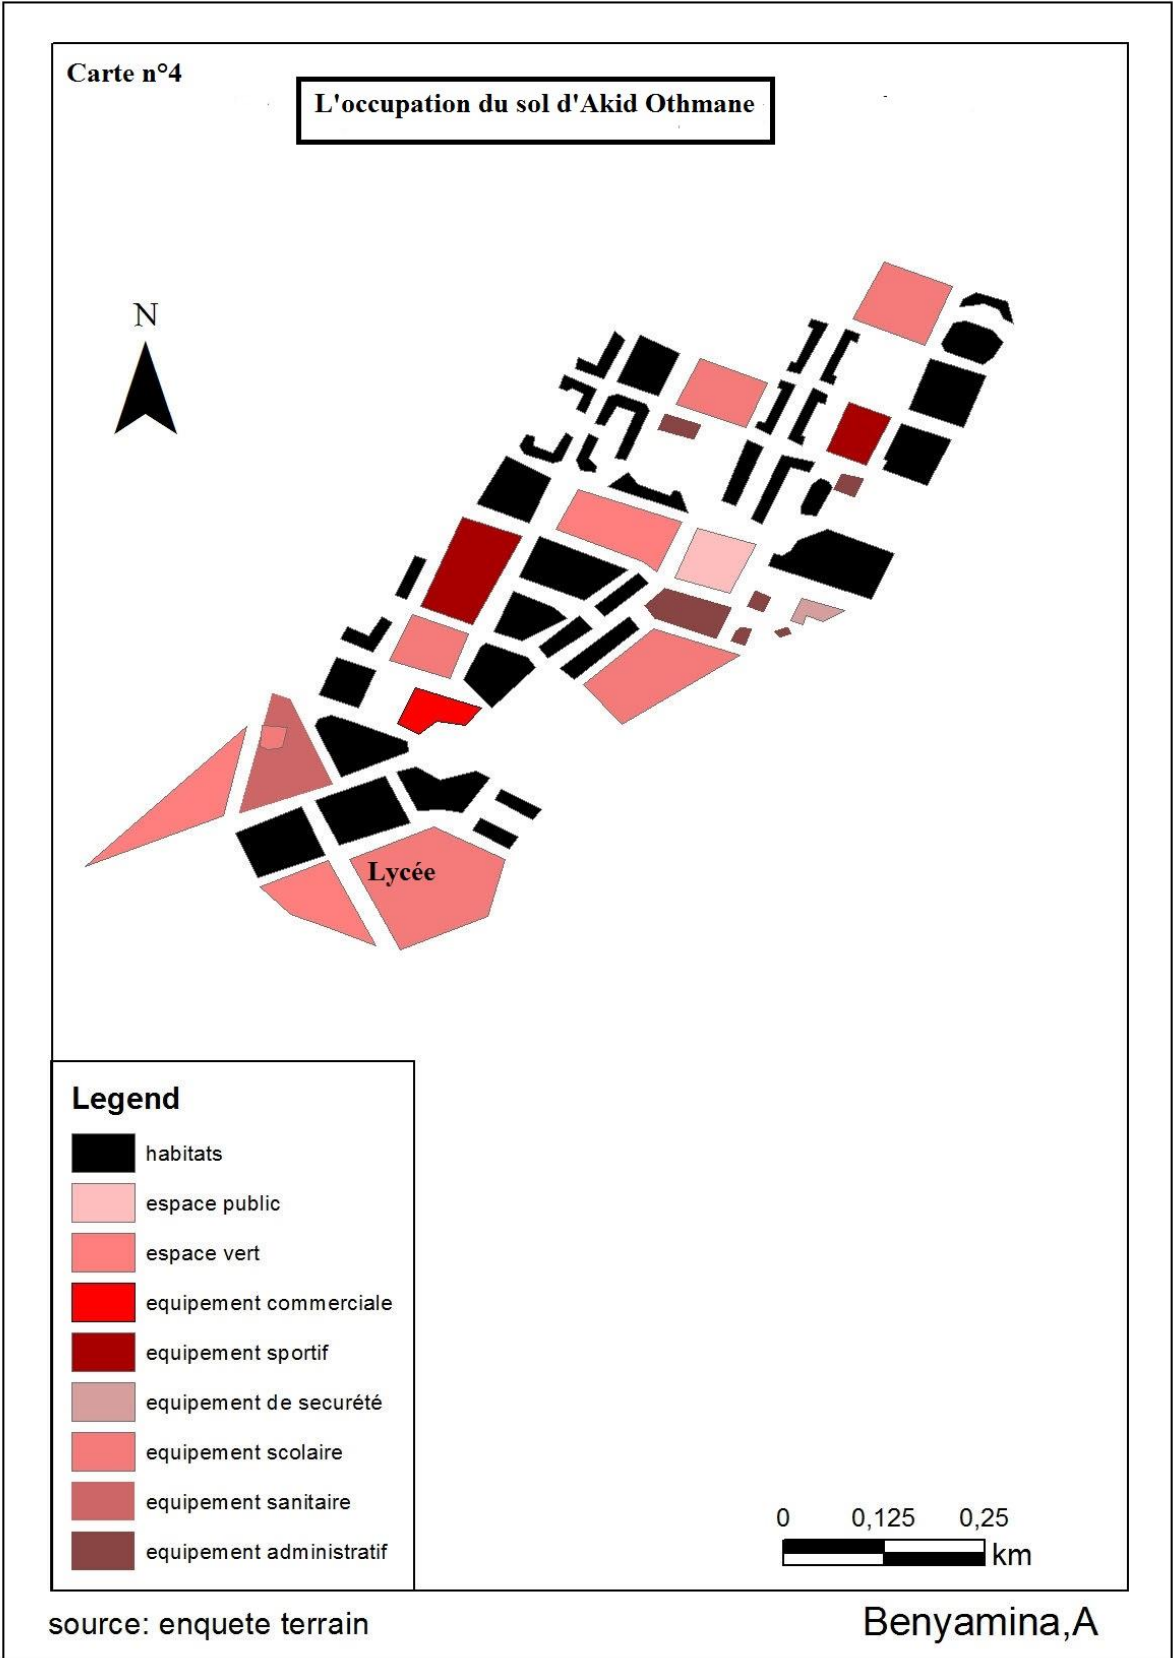 Carte n°4
L'occupation du sol d'Akid Othmane
N
Lycée
Legend
habitats
espace public
espace vert
equipement commerciale
equipement sportif
equipement de securété
equipement scolaire
equipement sanitaire
equipement administratif
0 0,125 0,25
km
source: enquete terrain
Benyamina,A